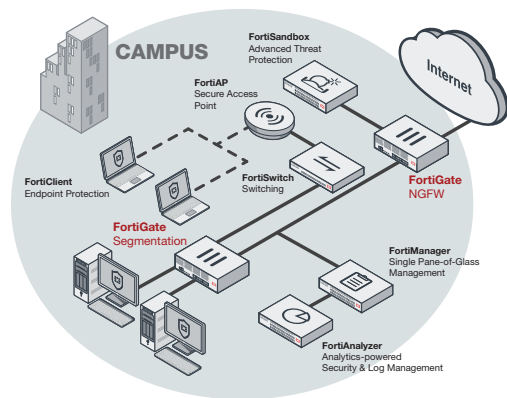 CAMPUS
FortiSandbox
Advanced Threat
Protection
Internet
FortiAP
Secure Access
Point
FortiClient
Endpoint Protection
FortiSwitch
Switching
FortiGate
NGFW
FortiGate
Segmentation
FortiManager
Single Pane-of-Glass
Management
FortiAnalyzer
Analytics-powered
Security & Log Management